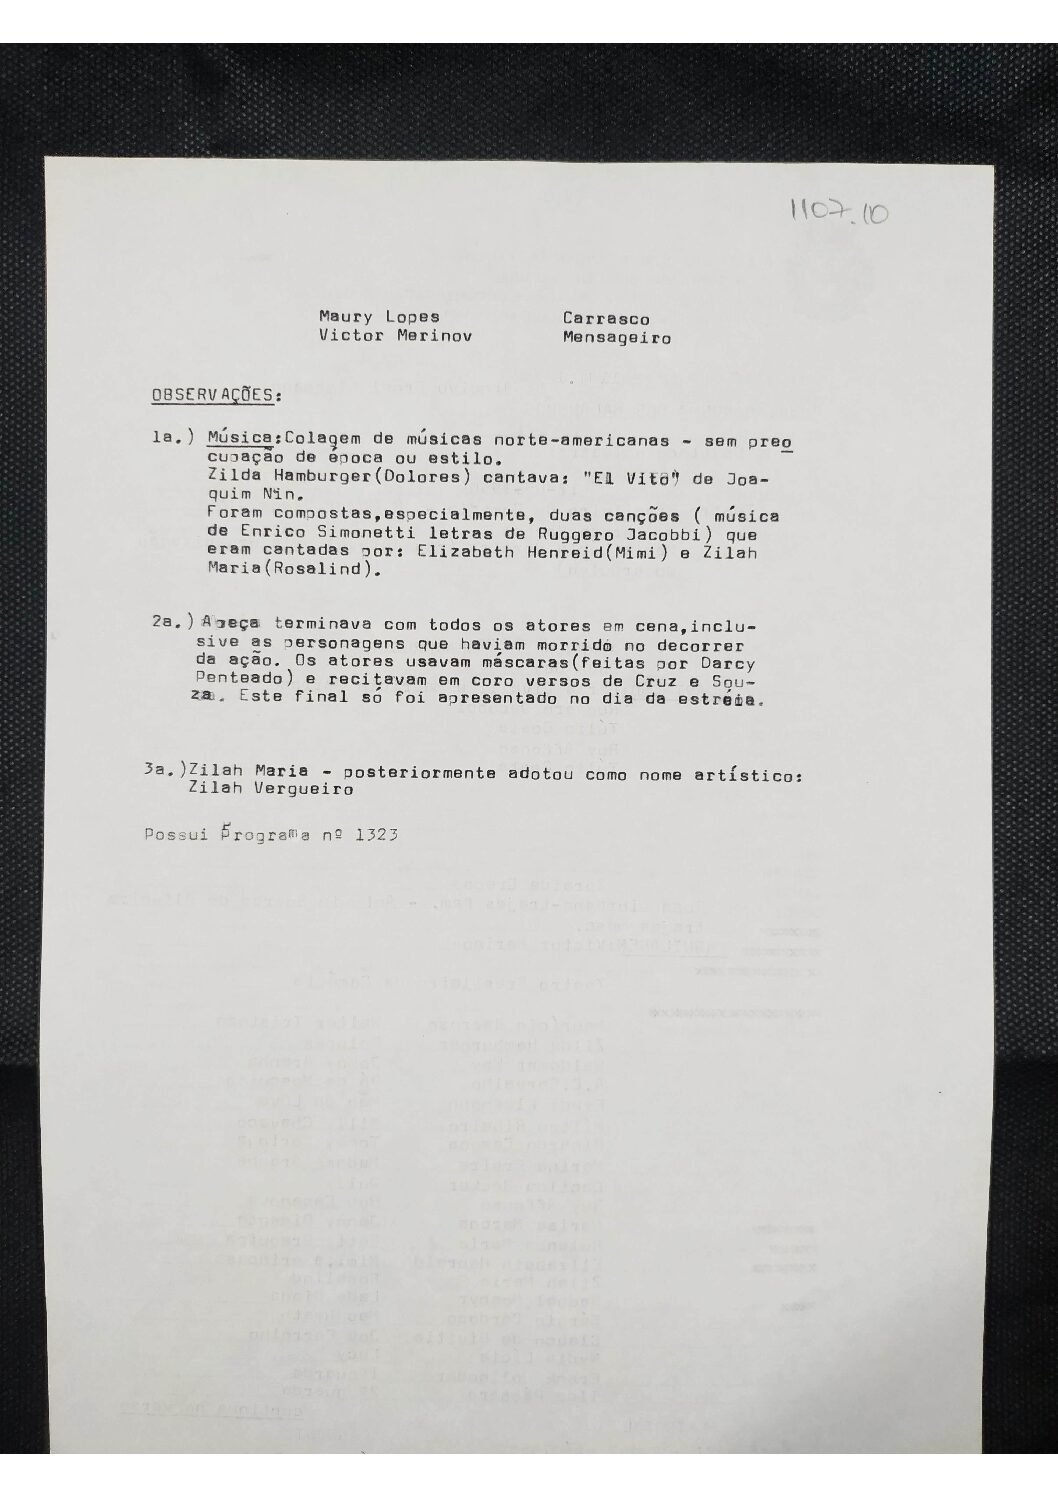 1107.10
Maury Lopes Carrasco
Victor Merinov Mensageiro
OBSERVAÇÕES:
1a.) Música:Colagem de músicas norte-americanas - sem preo
cupação de época ou estilo.
Zilda Hamburger(Dolores) cantava: "El Vito" de Joa-
quim Nin.
Foram compostas,especialmente, duas canções ( música
de Enrico Simonetti letras de Ruggero Jacobbi) que
eram cantadas por: Elizabeth Henreid(Mimi) e Zilah
Maria(Rosalind).
2a.) A peça terminava com todos os atores em cena,inclu-
sive as personagens que haviam morrido no decorrer
da ação. Os atores usavam máscaras(feitas por Darcy
Penteado) e recitavam em coro versos de Cruz e Sou-
za. Este final só foi apresentado no dia da estréia.
3a.)Zilah Maria - posteriormente adotou como nome artístico:
Zilah Vergueiro
Possui Programa nº 1323